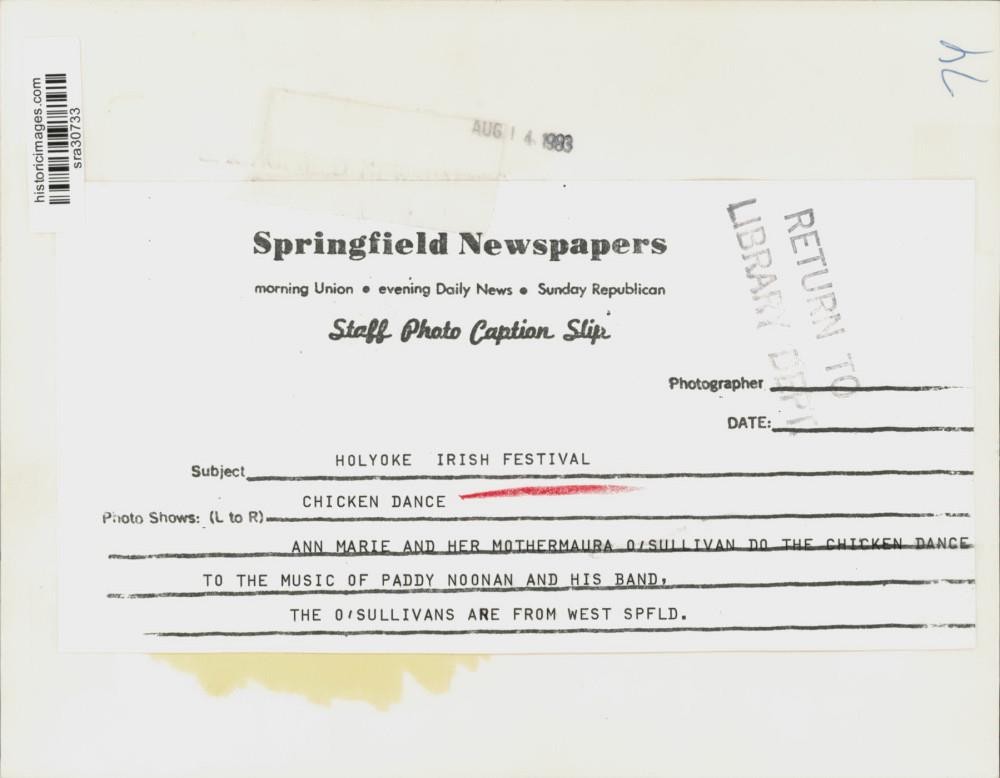 historicimages.com
sra30733
AUG 14 1983
Springfield Newspapers
morning Union • evening Daily News • Sunday Republican
Staff Photo Caption Slip
RETURN TO
LIBRARY DEPT
Photographer
DATE:
Subject HOLYOKE IRISH FESTIVAL
CHICKEN DANCE
Photo Shows: (L to R)
ANN MARIE AND HER MOTHERMAURA O'SULLIVAN DO THE CHICKEN DANCE
TO THE MUSIC OF PADDY NOONAN AND HIS BAND,
THE O'SULLIVANS ARE FROM WEST SPFLD.